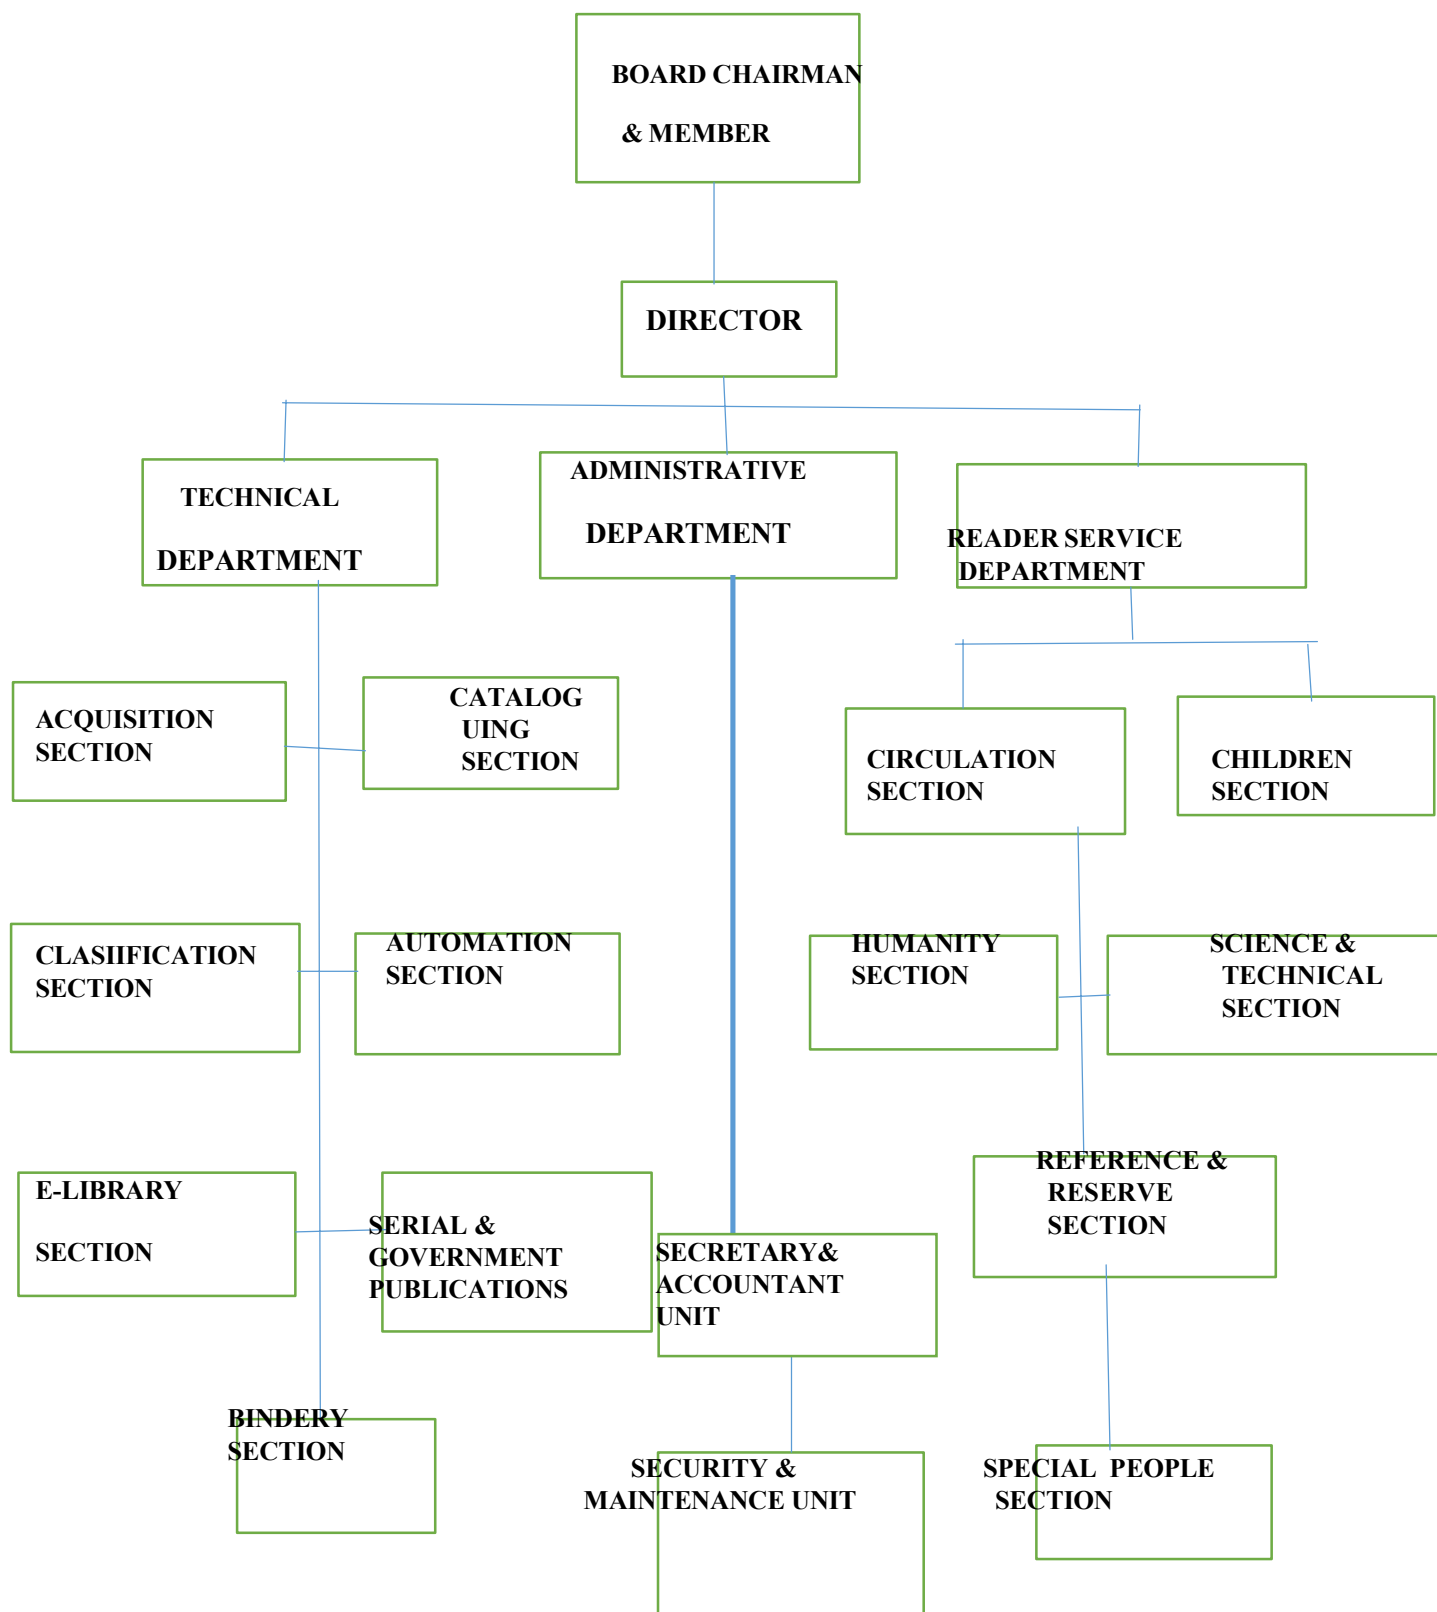 BOARD CHAIRMAN
& MEMBER
DIRECTOR
TECHNICAL
DEPARTMENT
ADMINISTRATIVE
DEPARTMENT
READER SERVICE
DEPARTMENT
ACQUISITION
SECTION
CATALOG
UING
SECTION
CIRCULATION
SECTION
CHILDREN
SECTION
CLASIIFICATION
SECTION
AUTOMATION
SECTION
HUMANITY
SECTION
SCIENCE &
TECHNICAL
SECTION
E-LIBRARY
SECTION
SERIAL &
GOVERNMENT
PUBLICATIONS
SECRETARY&
ACCOUNTANT
UNIT
REFERENCE &
RESERVE
SECTION
BINDERY
SECTION
SECURITY &
MAINTENANCE UNIT
SPECIAL  PEOPLE
SECTION